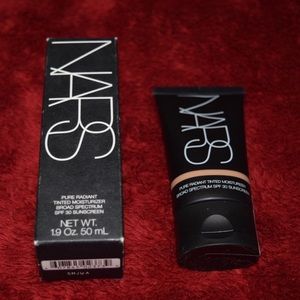 NARS
PURE RADIANT
TINTED MOISTURIZER
BROAD SPECTRUM
SPF 30 SUNSCREEN
NET WT.
1.9 Oz. 50 mL
NARS
PURE RADIANT
TINTED MOISTURIZER
BROAD SPECTRUM
SPF 30 SUNSCREEN